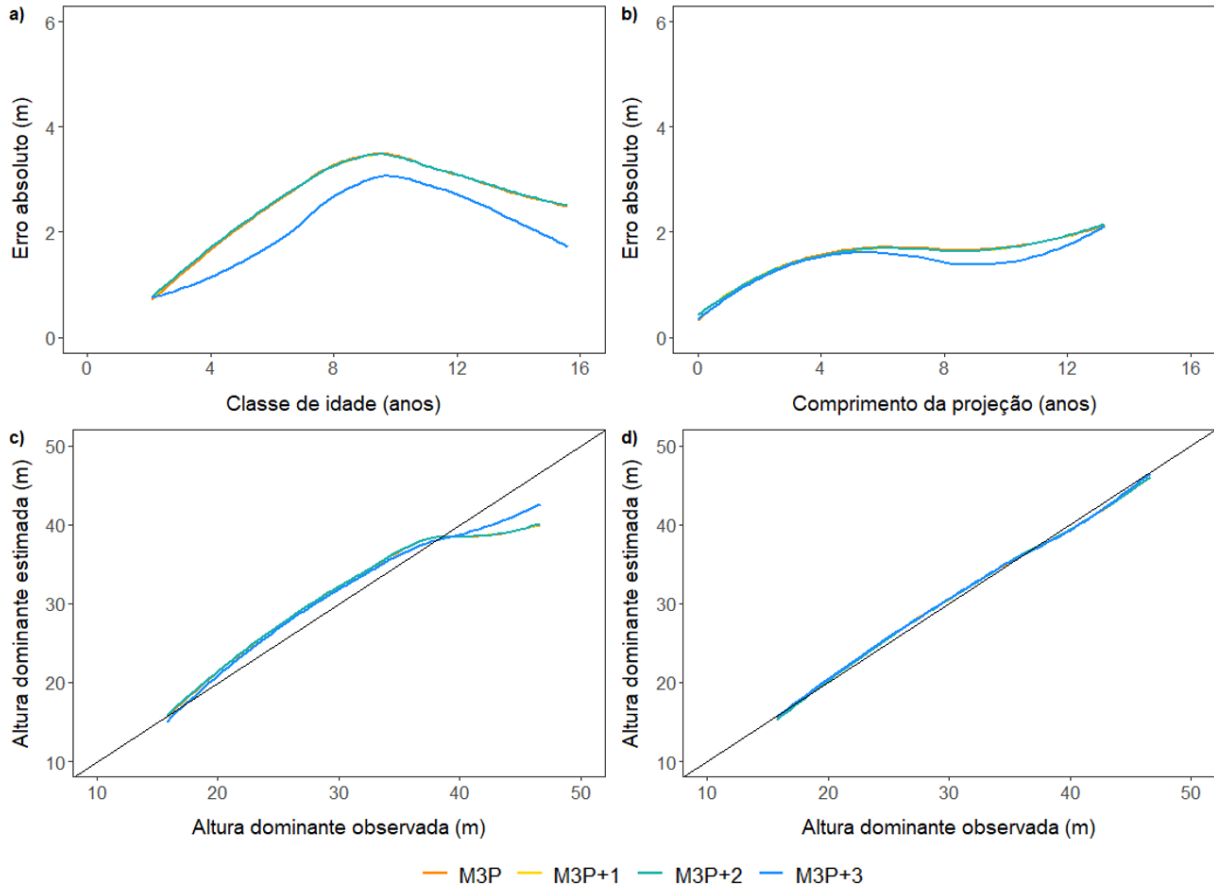 a)
6
4
2
0
Erro absoluto (m)
0 4 8 12 16
Classe de idade (anos)
b)
6
4
2
0
Erro absoluto (m)
0 4 8 12 16
Comprimento da projeção (anos)
c)
50
40
30
20
10
Altura dominante estimada (m)
10 20 30 40 50
Altura dominante observada (m)
d)
50
40
30
20
10
Altura dominante estimada (m)
10 20 30 40 50
Altura dominante observada (m)
M3P M3P+1 M3P+2 M3P+3